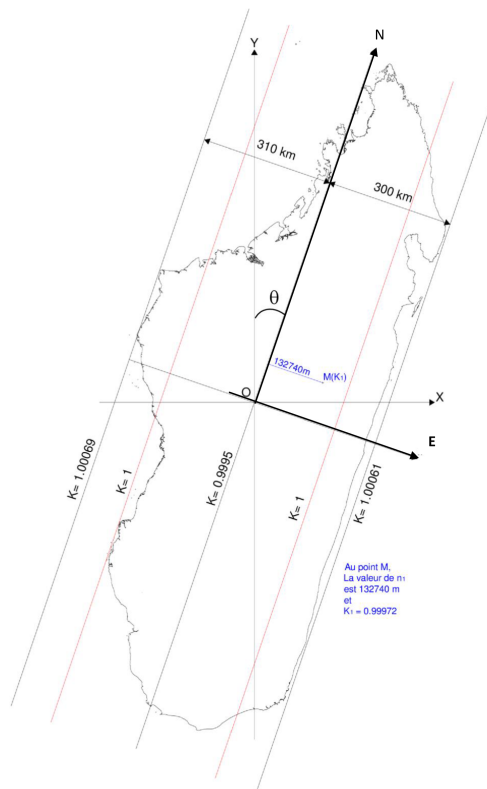 N
Y
310 km
300 km
θ
132740m
M(K1)
O
X
E
K= 1.00069
K= 1
K= 0.9995
K= 1
K= 1.00061
Au point M,
La valeur de n1
est 132740 m
et
K1 = 0.99972